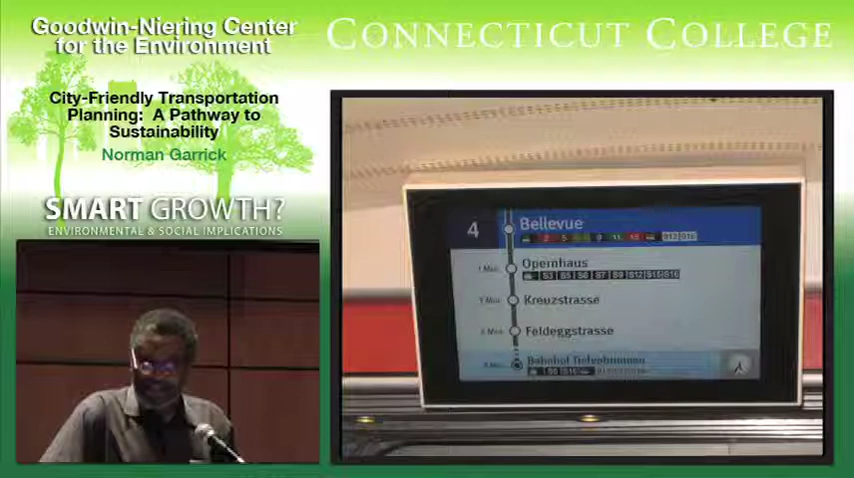 Goodwin-Niering Center
for the Environment
CONNECTICUT COLLEGE
City-Friendly Transportation
Planning: A Pathway to
Sustainability
Norman Garrick
SMART GROWTH?
ENVIRONMENTAL & SOCIAL IMPLICATIONS
4
Bellevue
Opernhaus
Kreuzstrasse
Feldeggstrasse
Bahnhof Tiefenbrunnen